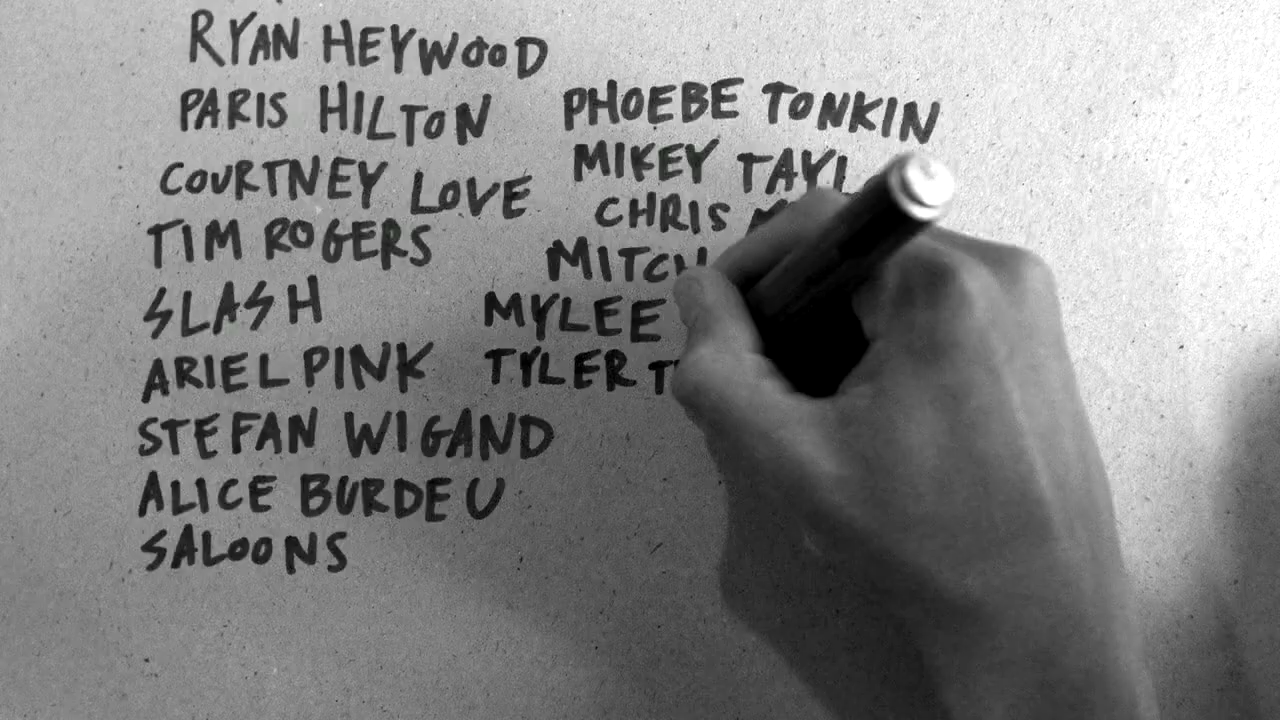 RYAN HEYWOOD
PARIS HILTON
COURTNEY LOVE
TIM ROGERS
SLASH
ARIEL PINK
STEFAN WIGAND
ALICE BURDEU
SALOONS
PHOEBE TONKIN
MIKEY
CHRIS
MYLEE
TYLER